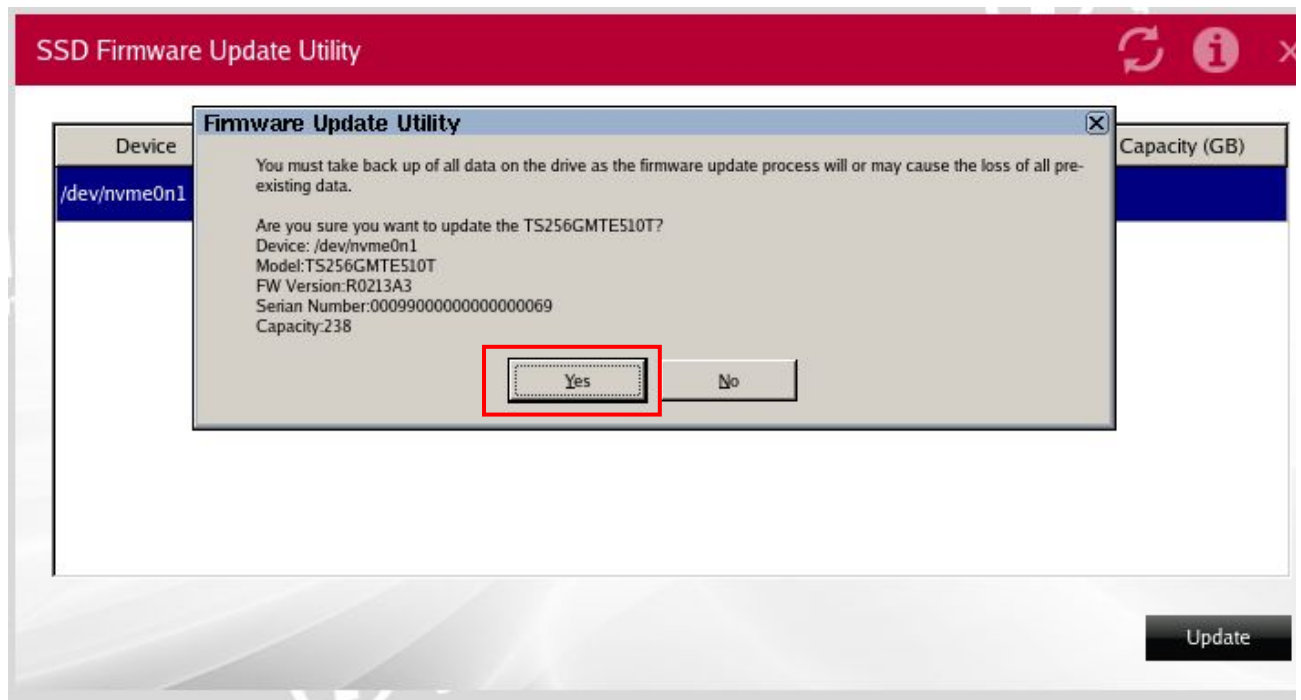 SSD Firmware Update Utility
Device
Capacity (GB)
/dev/nvme0n1
Firmware Update Utility
You must take back up of all data on the drive as the firmware update process will or may cause the loss of all pre-
existing data.
Are you sure you want to update the TS256GMTE510T?
Device: /dev/nvme0n1
Model:TS256GMTE510T
FW Version:R0213A3
Serian Number:00099000000000000069
Capacity:238
Yes
No
Update